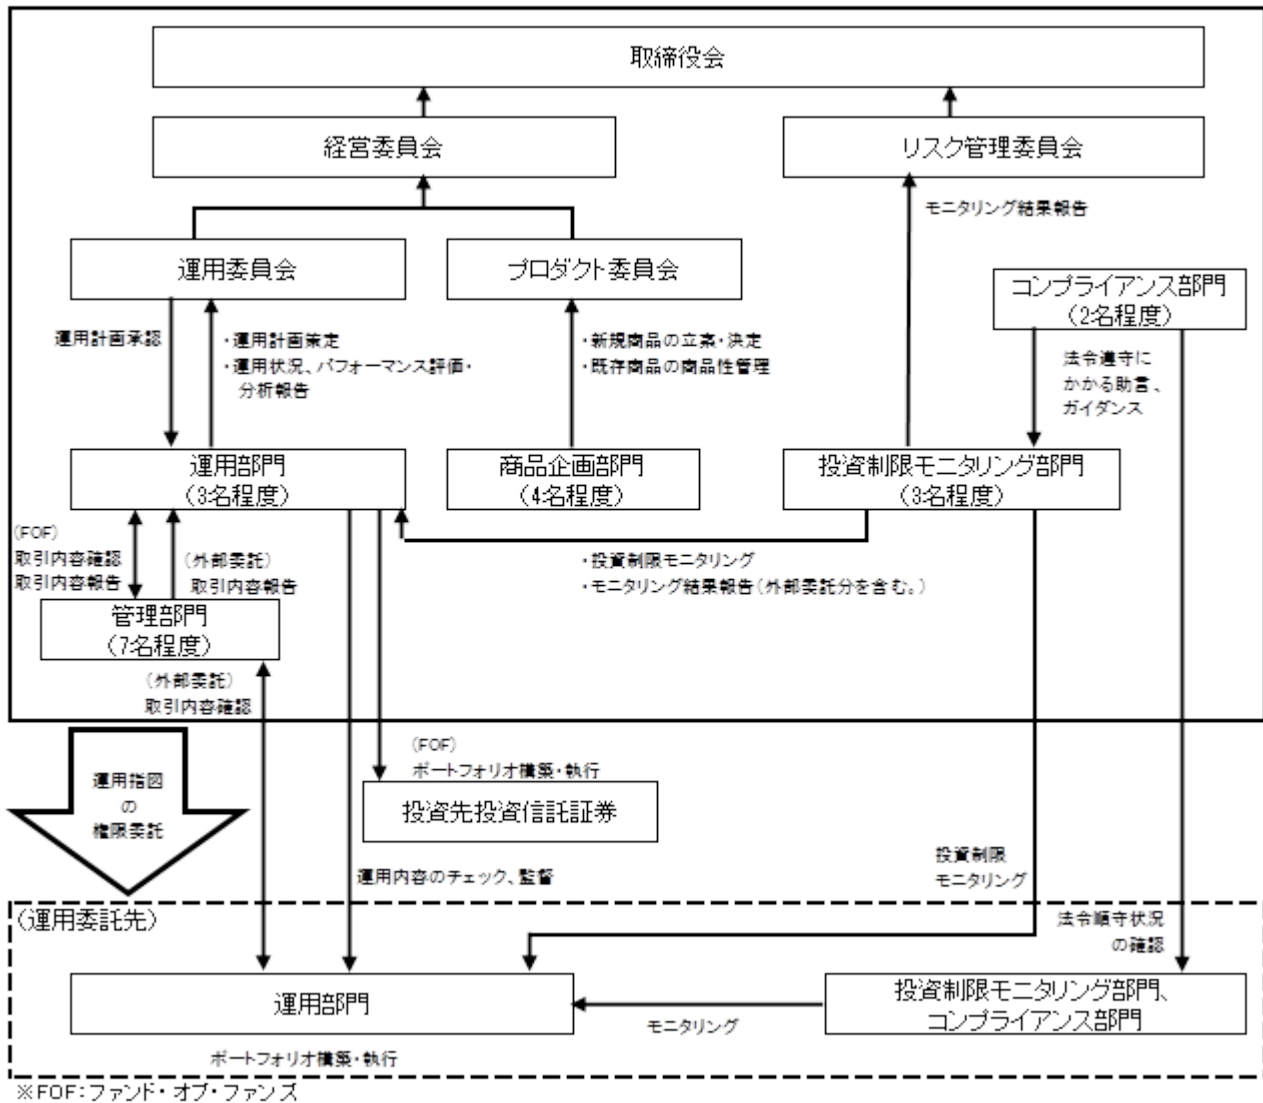 取締役会
経営委員会
リスク管理委員会
モニタリング結果報告
運用委員会
プロダクト委員会
コンプライアンス部門
(2名程度)
運用計画承認
・運用計画策定
・運用状況、パフォーマンス評価・
分析報告
・新規商品の立案・決定
・既存商品の商品性管理
法令遵守に
かかる助言、
ガイダンス
運用部門
(3名程度)
商品企画部門
(4名程度)
投資制限モニタリング部門
(3名程度)
(FOF)
取引内容確認
取引内容報告
(外部委託)
取引内容報告
・投資制限モニタリング
・モニタリング結果報告(外部委託分を含む。)
管理部門
(7名程度)
(外部委託)
取引内容確認
運用指図
の
権限委託
(FOF)
ポートフォリオ構築・執行
投資先投資信託証券
運用内容のチェック、監督
投資制限
モニタリング
(運用委託先)
法令順守状況
の確認
運用部門
モニタリング
投資制限モニタリング部門、
コンプライアンス部門
ポートフォリオ構築・執行
※FOF:ファンド・オブ・ファンズ